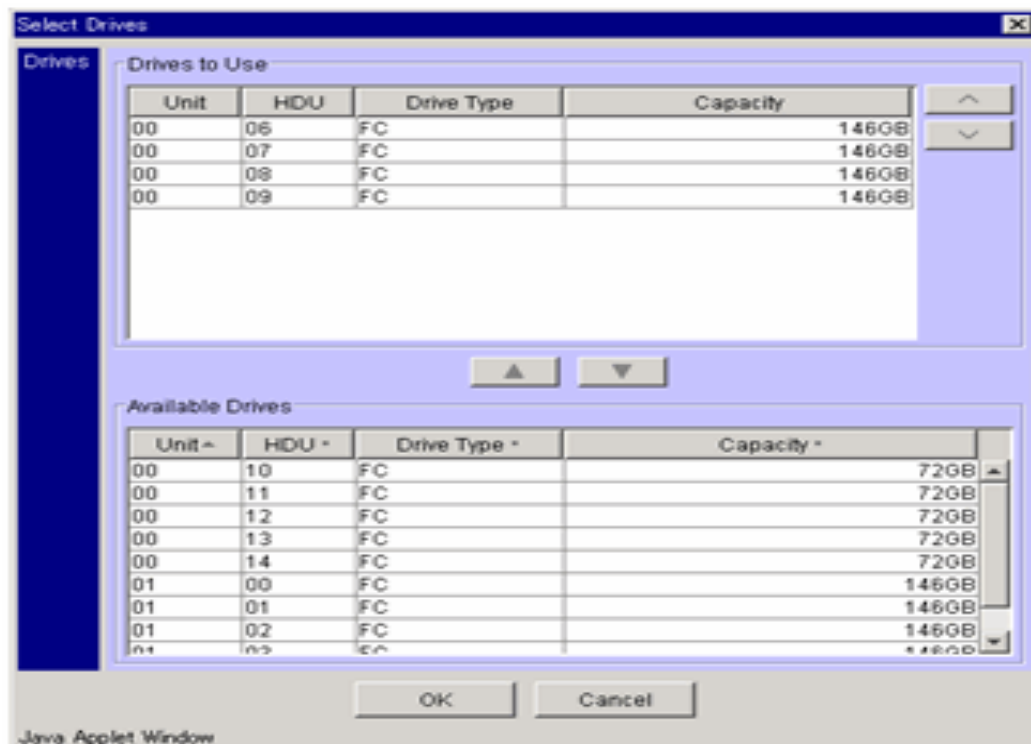 Select Drives
Drives
Drives to Use
Unit HDU Drive Type Capacity
00 06 FC 146GB
00 07 FC 146GB
00 08 FC 146GB
00 09 FC 146GB
Available Drives
Unit HDU Drive Type Capacity
00 10 FC 72GB
00 11 FC 72GB
00 12 FC 72GB
00 13 FC 72GB
00 14 FC 72GB
01 00 FC 146GB
01 01 FC 146GB
01 02 FC 146GB
OK Cancel
Java Applet Window